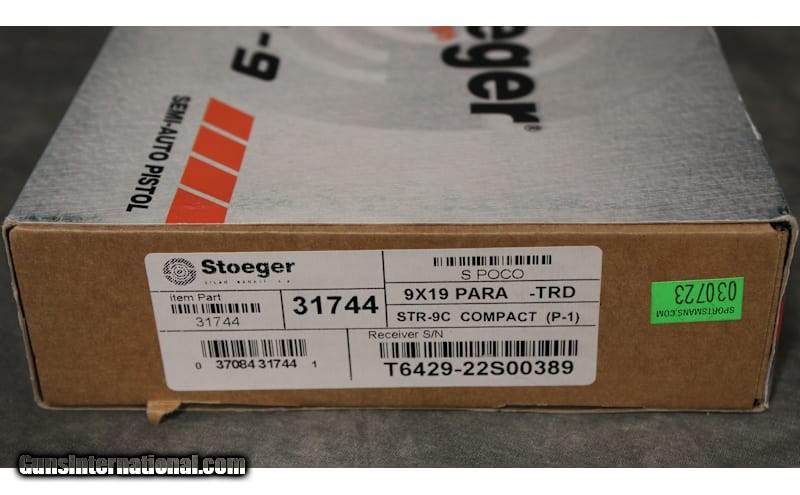 eger®
-9
SEMI-AUTO PISTOL
Stoeger
Item Part
31744
31744
0 37084 31744 1
S POCO
9X19 PARA -TRD
STR-9C COMPACT (P-1)
Receiver S/N
T6429-22S00389
SPORTSMANS.COM
030723
GunsInternational.com